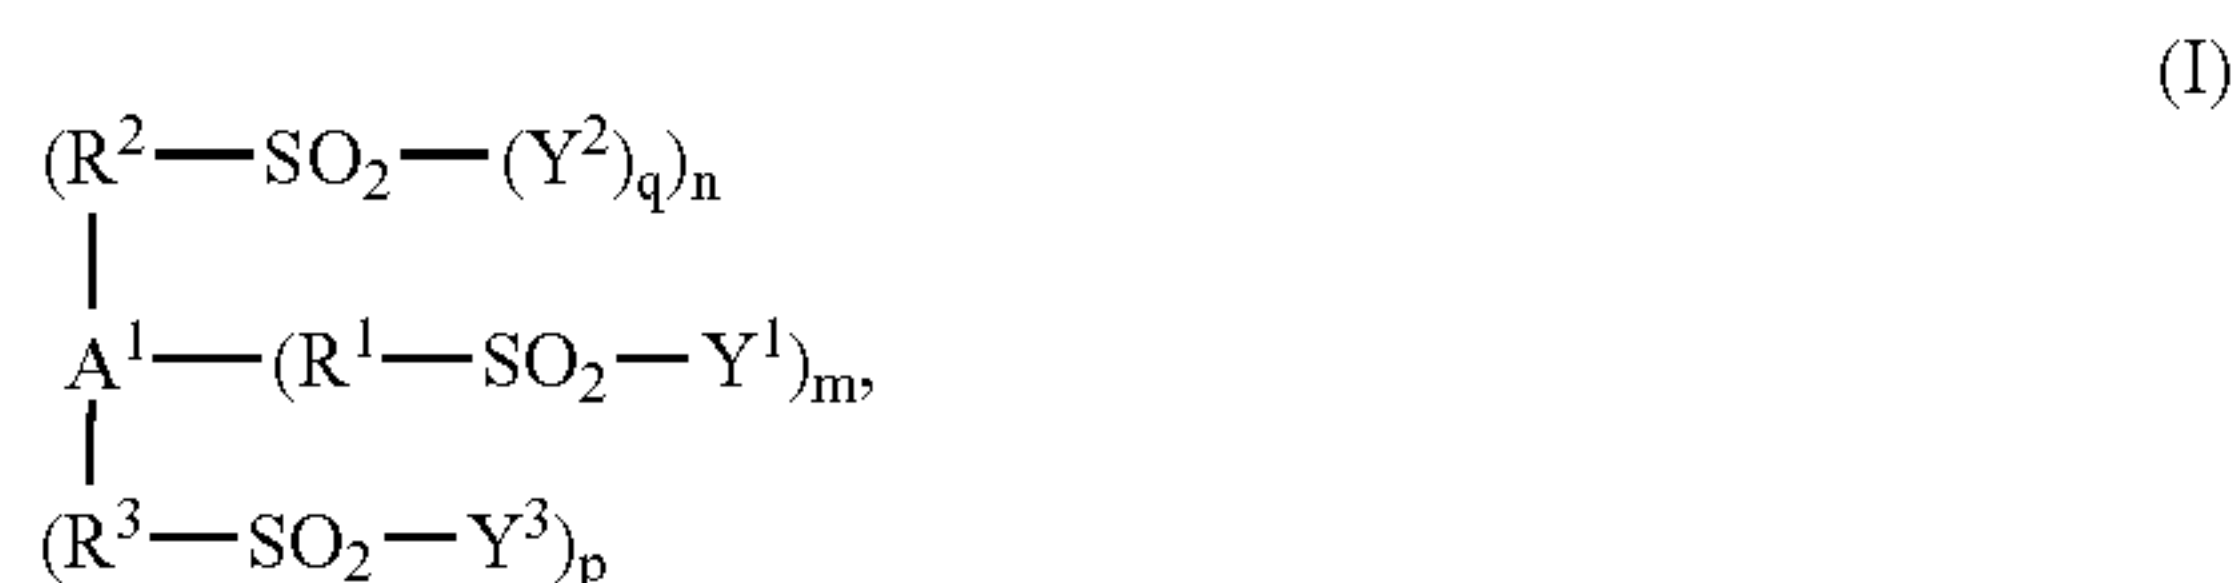 (I)
(R²—SO₂—(Y²)q)n
A¹—(R¹—SO₂—Y¹)m,
(R³—SO₂—Y³)p